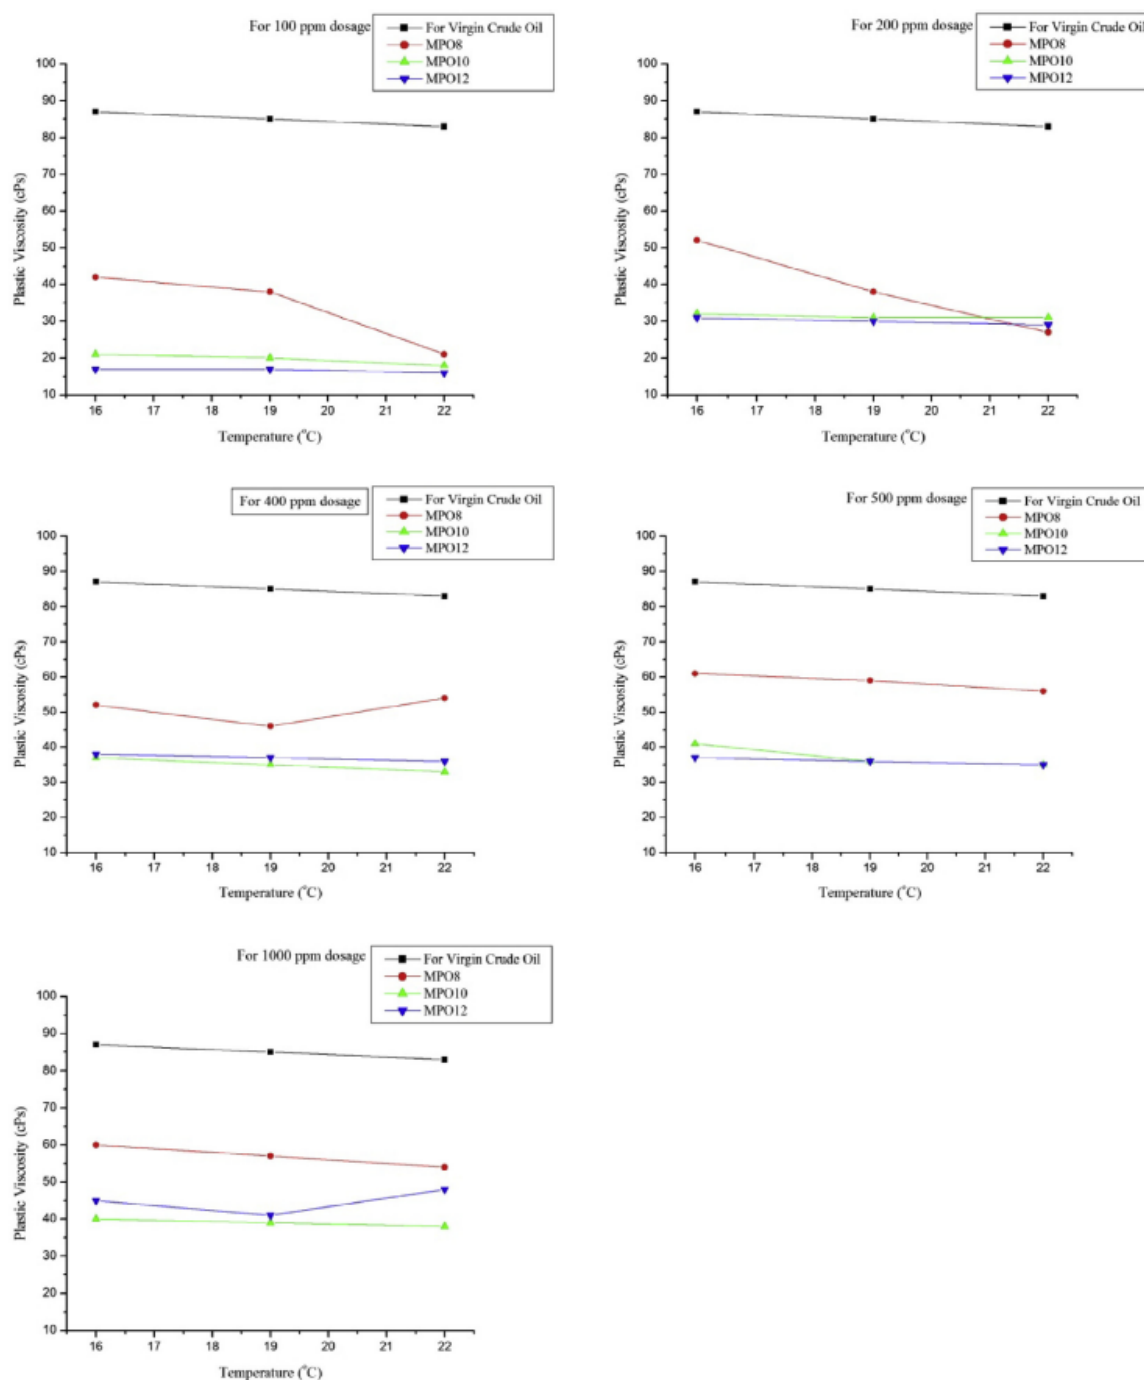 For 100 ppm dosage
For Virgin Crude Oil
MPO8
MPO10
MPO12
100
90
80
70
60
50
40
30
20
10
Plastic Viscosity (cPs)
16 17 18 19 20 21 22
Temperature (°C)
For 200 ppm dosage
For Virgin Crude Oil
MPO8
MPO10
MPO12
100
90
80
70
60
50
40
30
20
10
Plastic Viscosity (cPs)
16 17 18 19 20 21 22
Temperature (°C)
For 400 ppm dosage
For Virgin Crude Oil
MPO8
MPO10
MPO12
100
90
80
70
60
50
40
30
20
10
Plastic Viscosity (cPs)
16 17 18 19 20 21 22
Temperature (°C)
For 500 ppm dosage
For Virgin Crude Oil
MPO8
MPO10
MPO12
100
90
80
70
60
50
40
30
20
10
Plastic Viscosity (cPs)
16 17 18 19 20 21 22
Temperature (°C)
For 1000 ppm dosage
For Virgin Crude Oil
MPO8
MPO10
MPO12
100
90
80
70
60
50
40
30
20
10
Plastic Viscosity (cPs)
16 17 18 19 20 21 22
Temperature (°C)